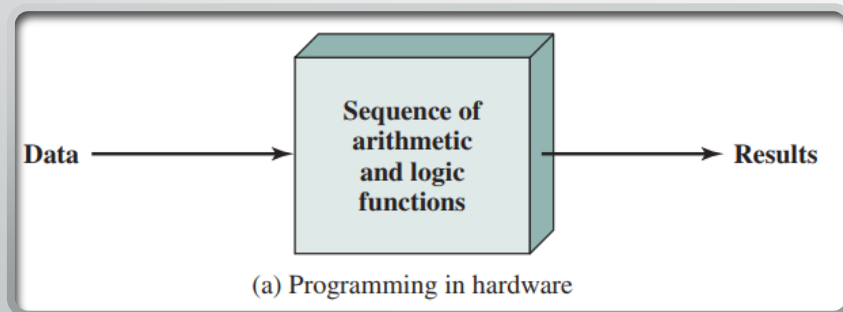 Data
Sequence of
arithmetic
and logic
functions
Results
(a) Programming in hardware